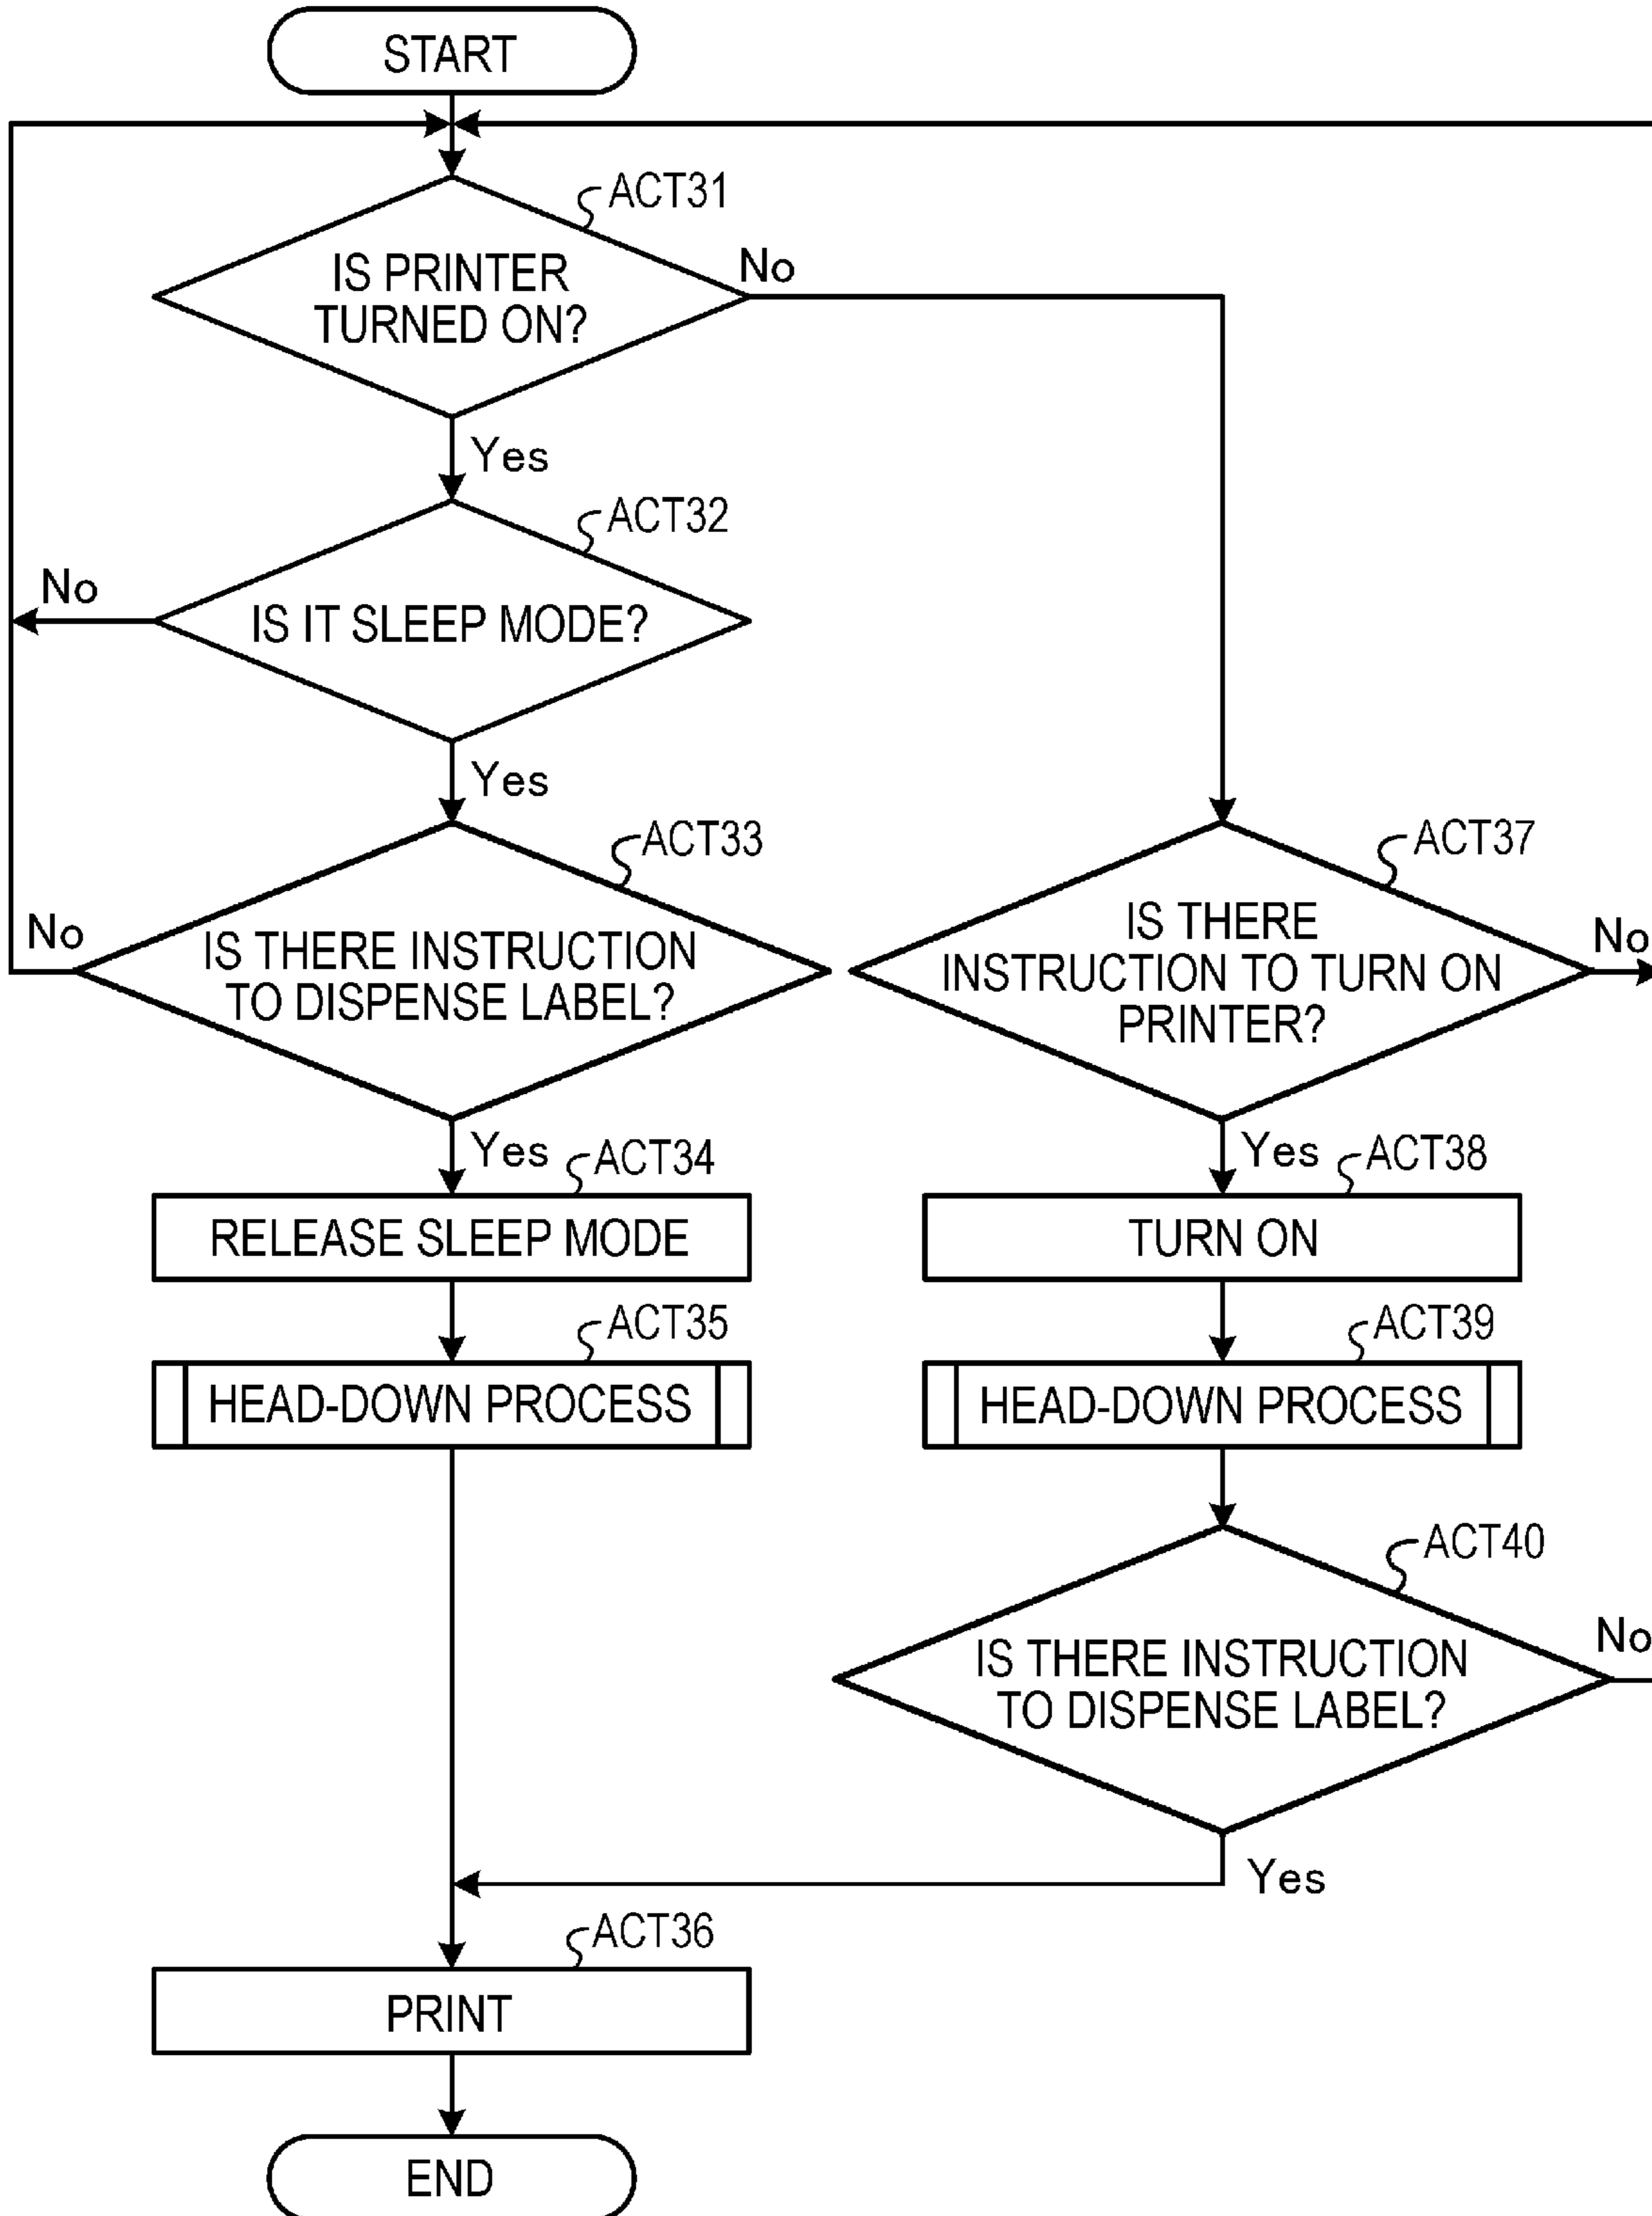 START
ACT31
IS PRINTER
TURNED ON?
No
Yes
ACT32
No
IS IT SLEEP MODE?
Yes
ACT33
No
IS THERE INSTRUCTION
TO DISPENSE LABEL?
Yes
ACT34
RELEASE SLEEP MODE
ACT35
HEAD-DOWN PROCESS
ACT37
IS THERE
INSTRUCTION TO TURN ON
PRINTER?
No
Yes
ACT38
TURN ON
ACT39
HEAD-DOWN PROCESS
ACT40
IS THERE INSTRUCTION
TO DISPENSE LABEL?
No
Yes
ACT36
PRINT
END